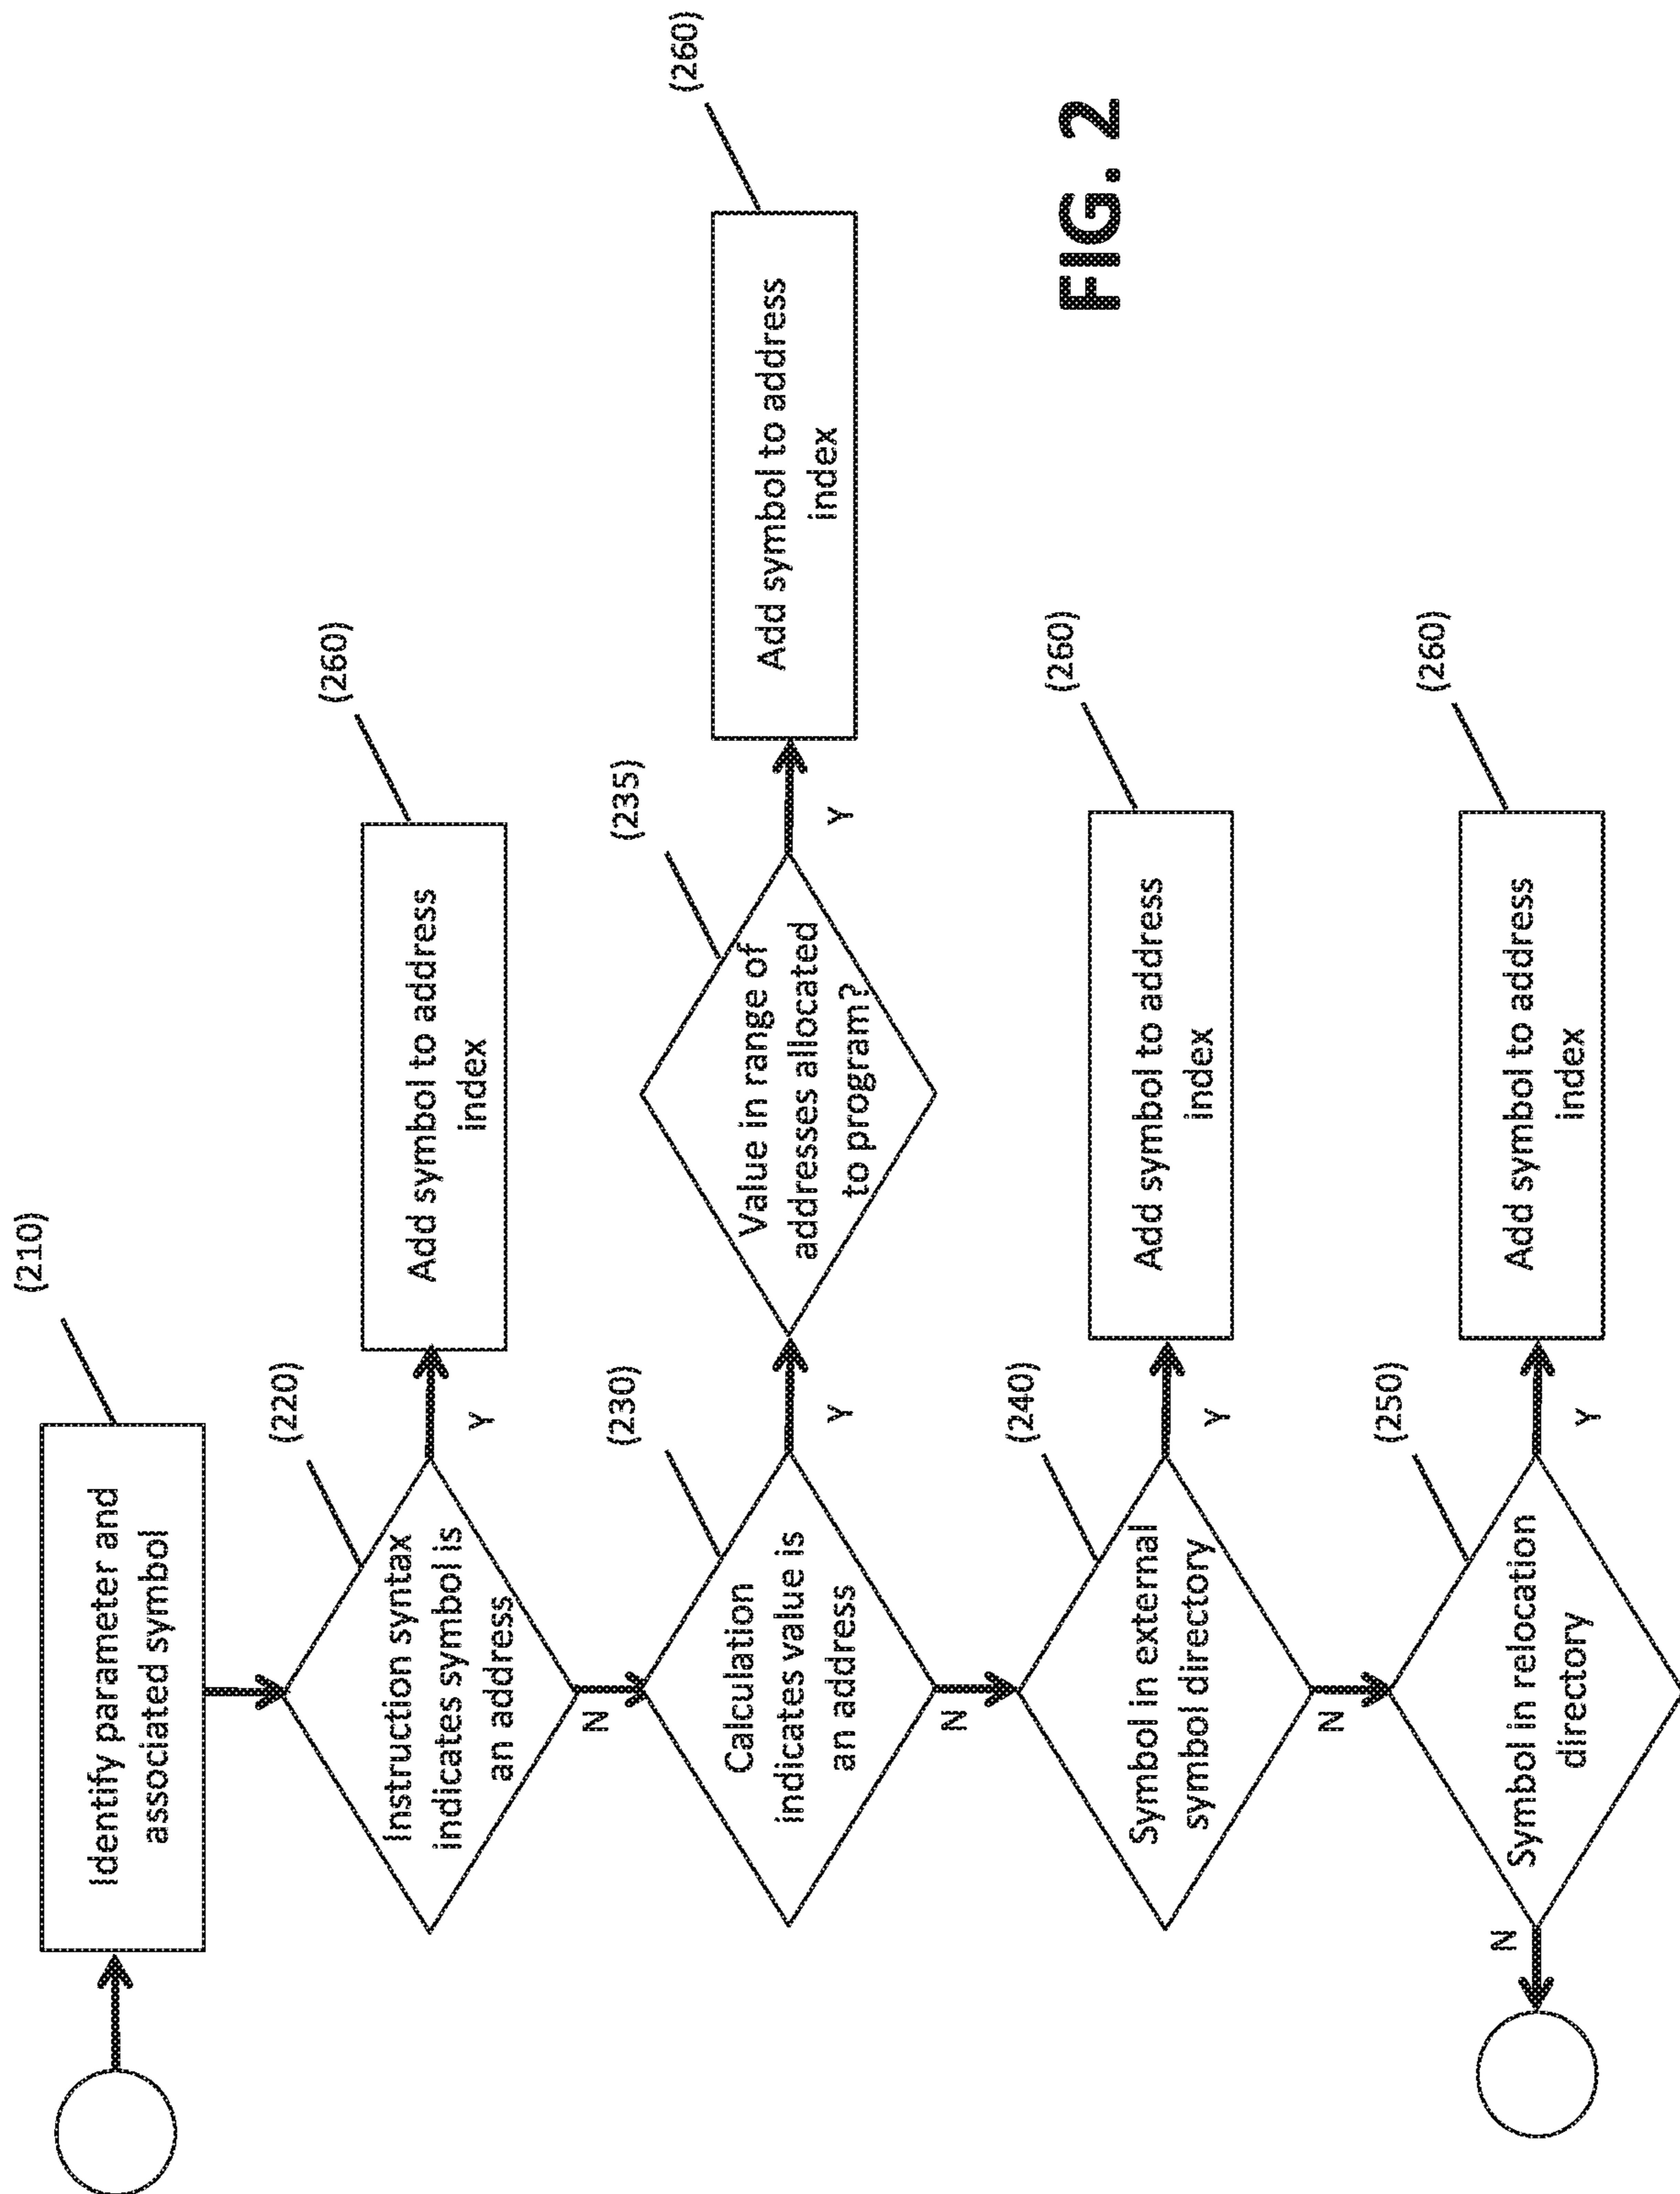 (210)
Identify parameter and
associated symbol
(220)
Instruction syntax
indicates symbol is
an address
Y
(260)
Add symbol to address
index
N
(230)
Calculation
indicates value is
an address
Y
(235)
Value in range of
addresses allocated
to program?
Y
(260)
Add symbol to address
index
N
(240)
Symbol in external
symbol directory
Y
(260)
Add symbol to address
index
N
(250)
Symbol in relocation
directory
Y
(260)
Add symbol to address
index
N
FIG. 2